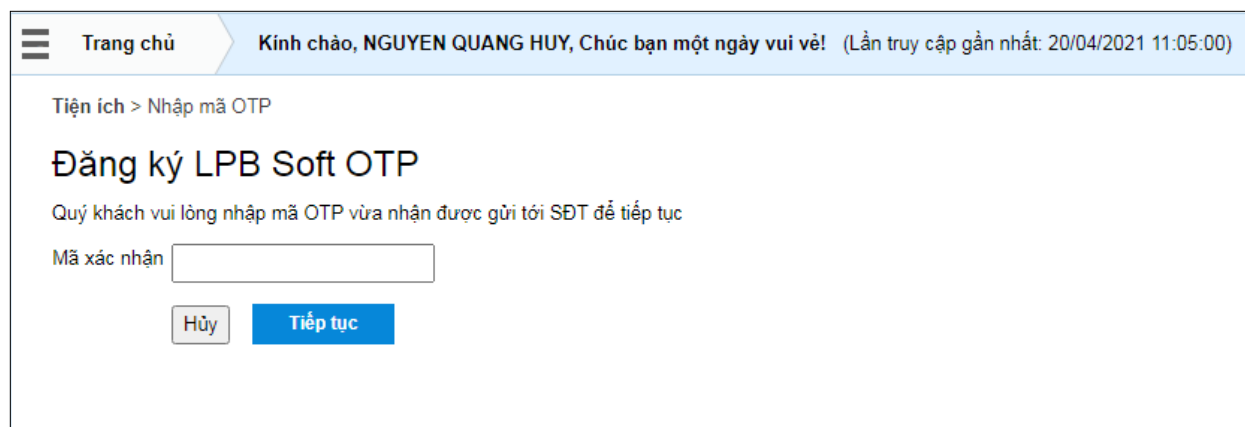 Trang chủ Kính chào, NGUYEN QUANG HUY, Chúc bạn một ngày vui vẻ! (Lần truy cập gần nhất: 20/04/2021 11:05:00)
Tiện ích > Nhập mã OTP
Đăng ký LPB Soft OTP
Quý khách vui lòng nhập mã OTP vừa nhận được gửi tới SĐT để tiếp tục
Mã xác nhận
Hủy Tiếp tục